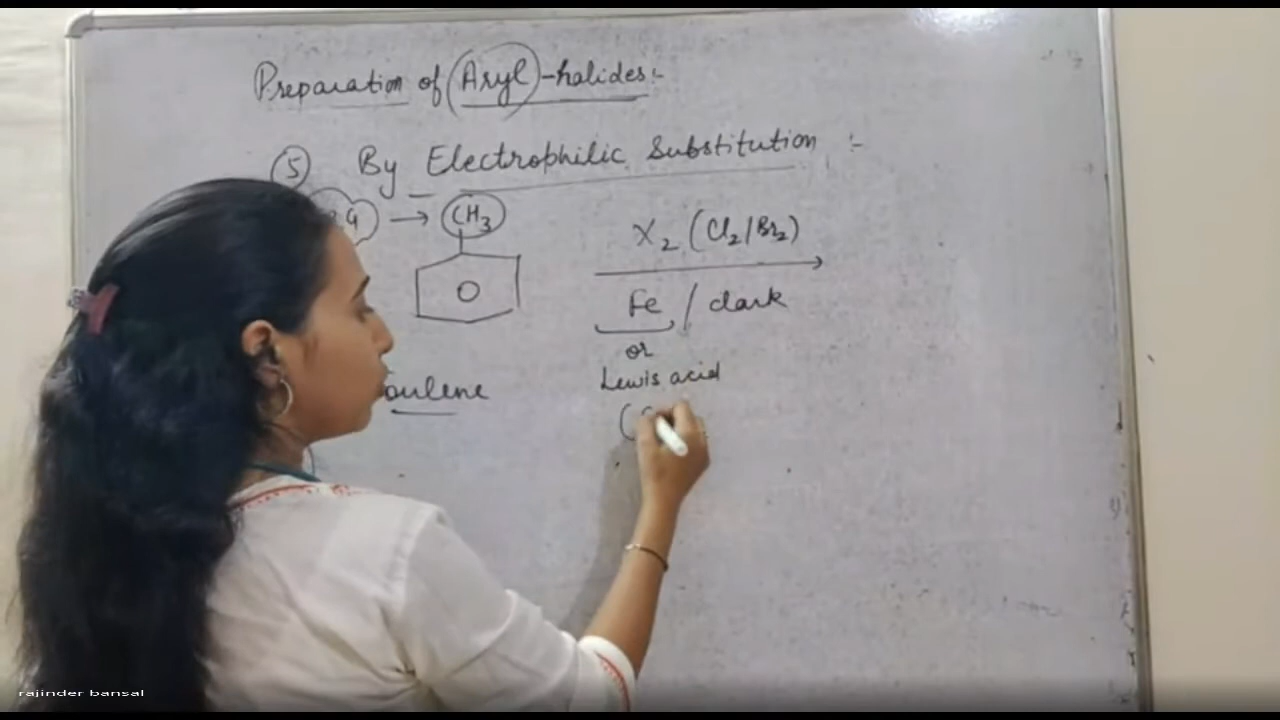 Preparation of Aryl-halides:-
⑤ By Electrophilic Substitution :-
→ CH₃
X₂ (Cl₂/Br₂)
Fe / dark
or
Lewis acid
(
rajinder bansal